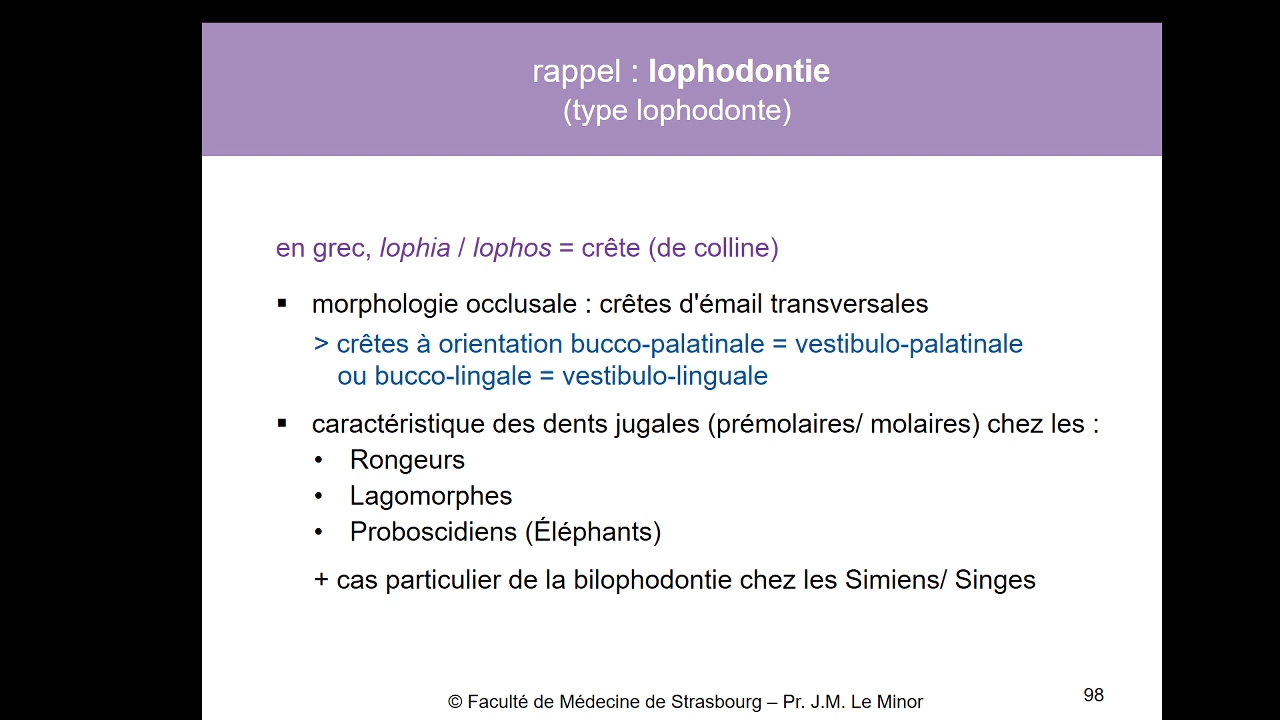 rappel : lophodontie
(type lophodonte)
en grec, lophia / lophos = crête (de colline)
▪ morphologie occlusale : crêtes d'émail transversales
> crêtes à orientation bucco-palatinale = vestibulo-palatinale
ou bucco-lingale = vestibulo-linguale
▪ caractéristique des dents jugales (prémolaires/ molaires) chez les :
• Rongeurs
• Lagomorphes
• Proboscidiens (Éléphants)
+ cas particulier de la bilophodontie chez les Simiens/ Singes
© Faculté de Médecine de Strasbourg – Pr. J.M. Le Minor
98